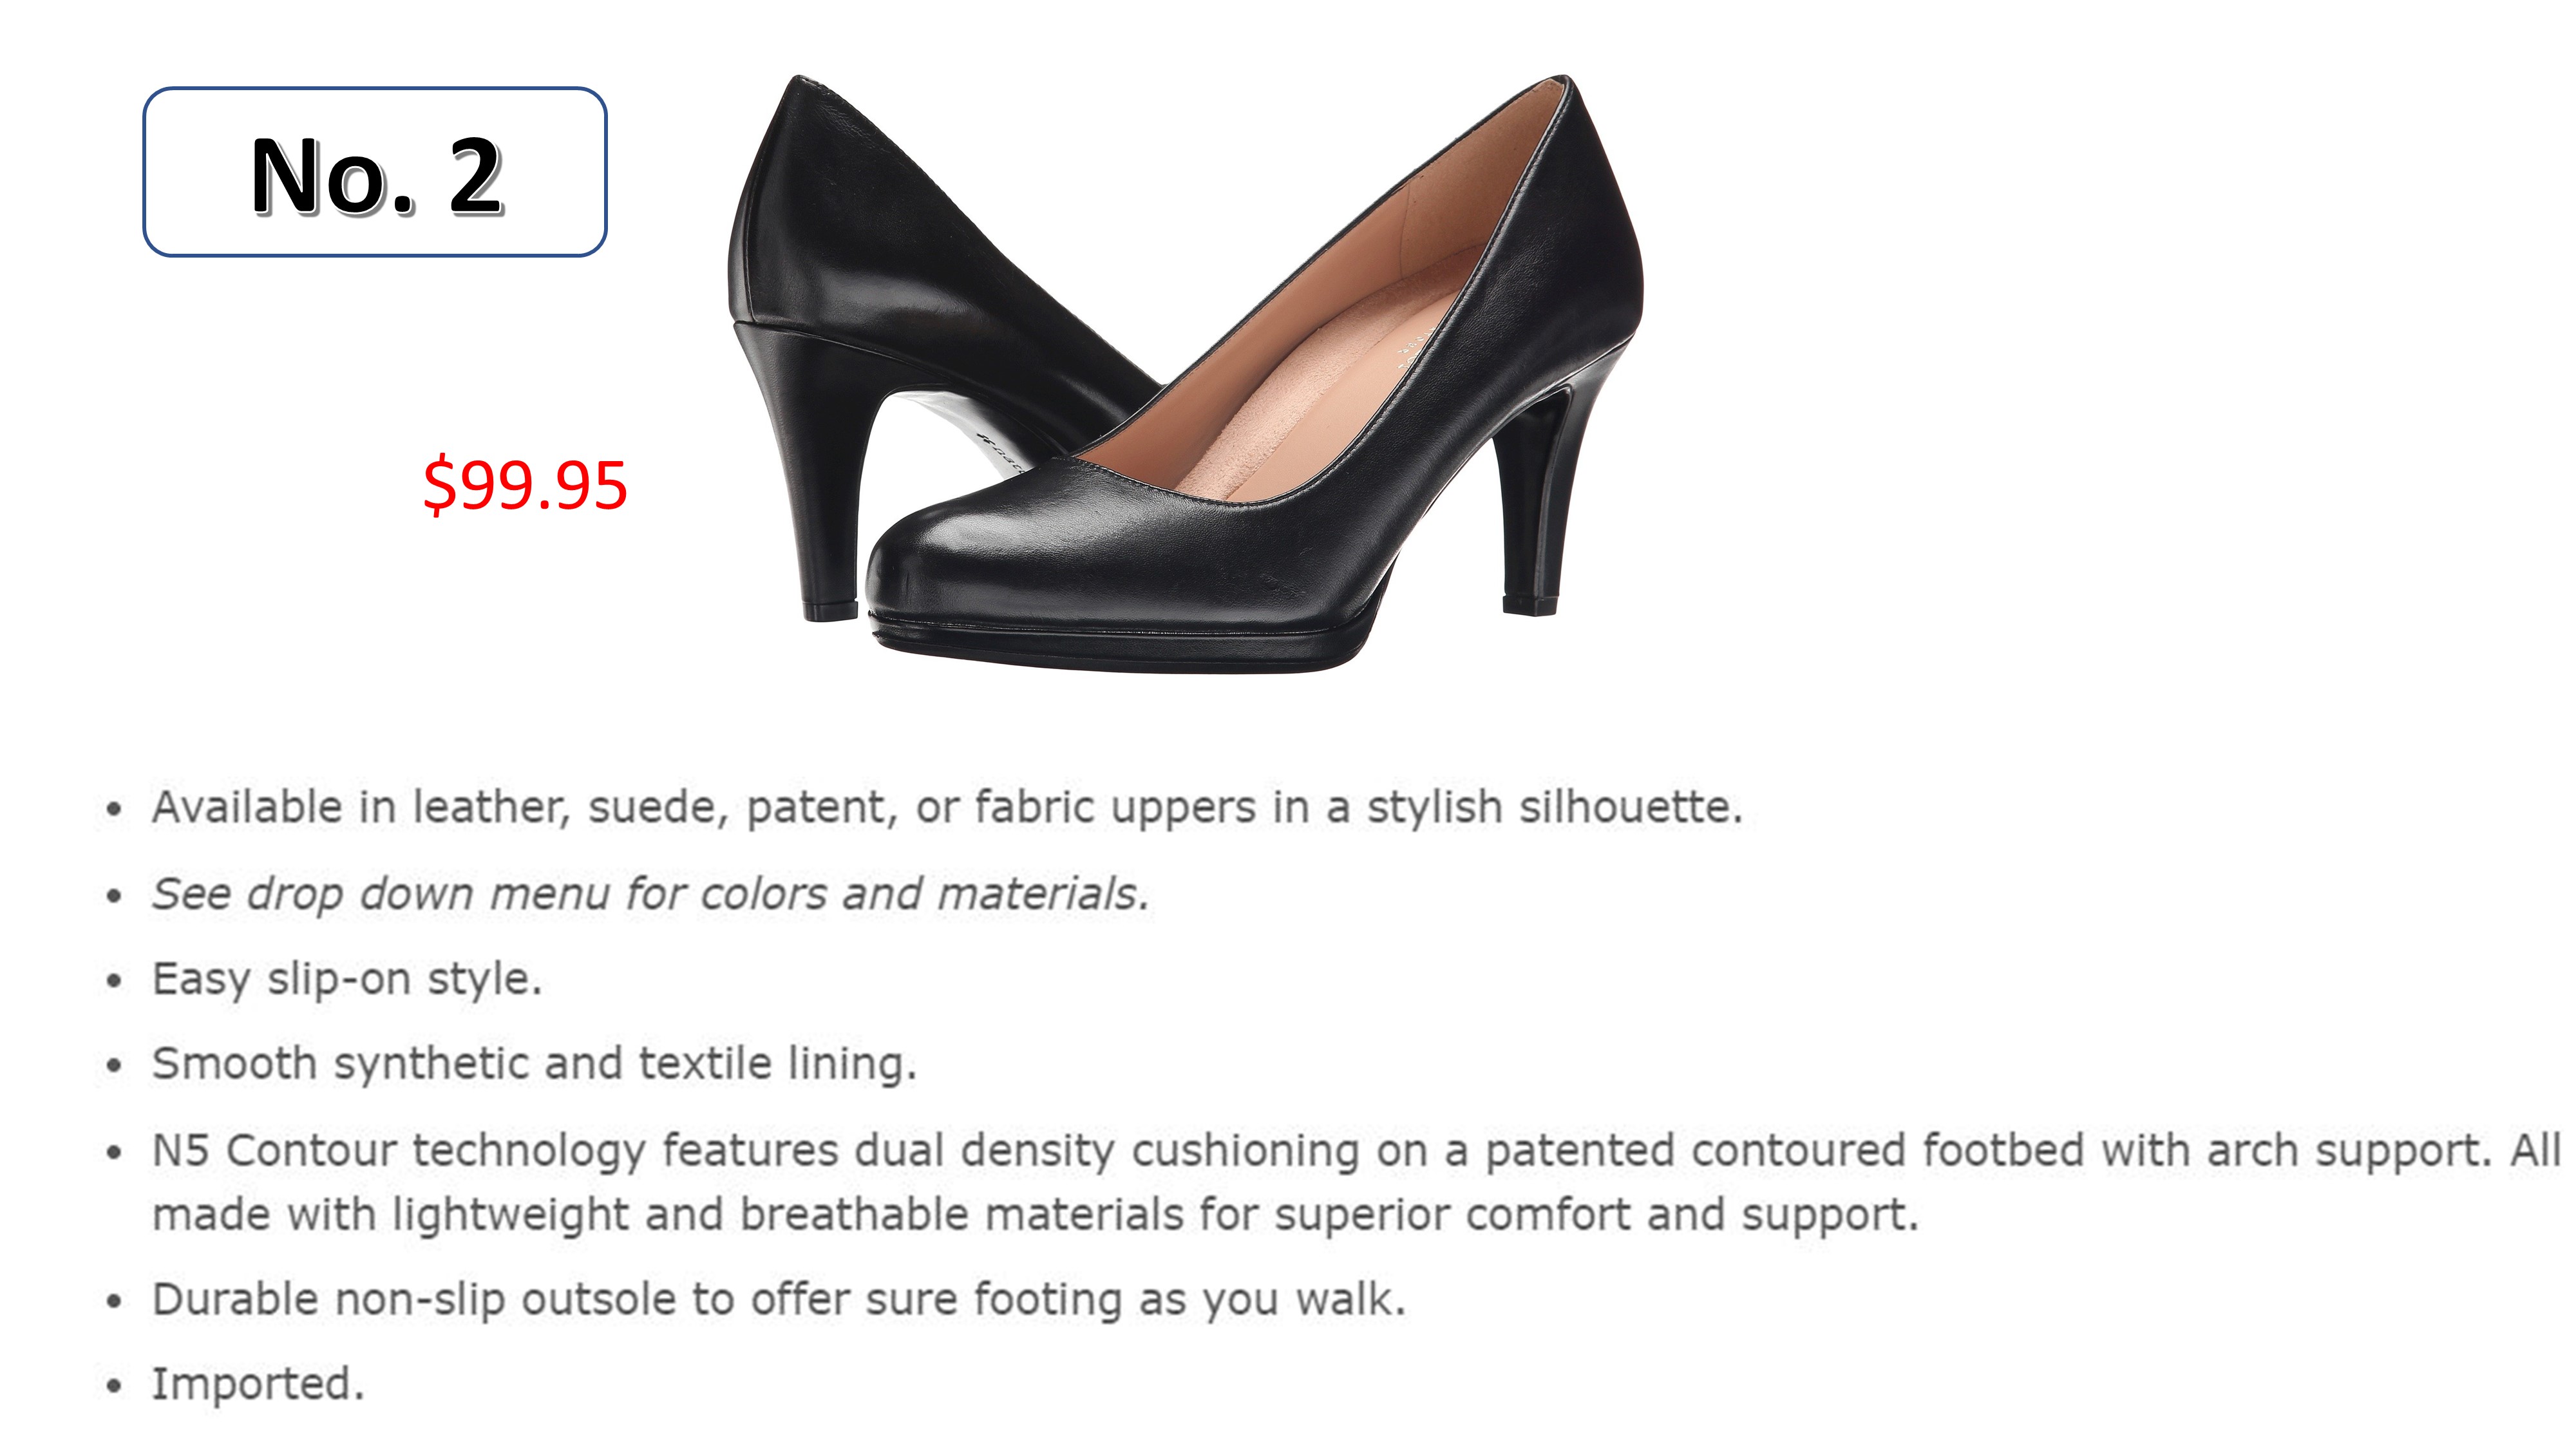 No. 2
$99.95
Available in leather, suede, patent, or fabric uppers in a stylish silhouette.
See drop down menu for colors and materials.
Easy slip-on style.
Smooth synthetic and textile lining.
N5 Contour technology features dual density cushioning on a patented contoured footbed with arch support. All
made with lightweight and breathable materials for superior comfort and support.
Durable non-slip outsole to offer sure footing as you walk.
Imported.